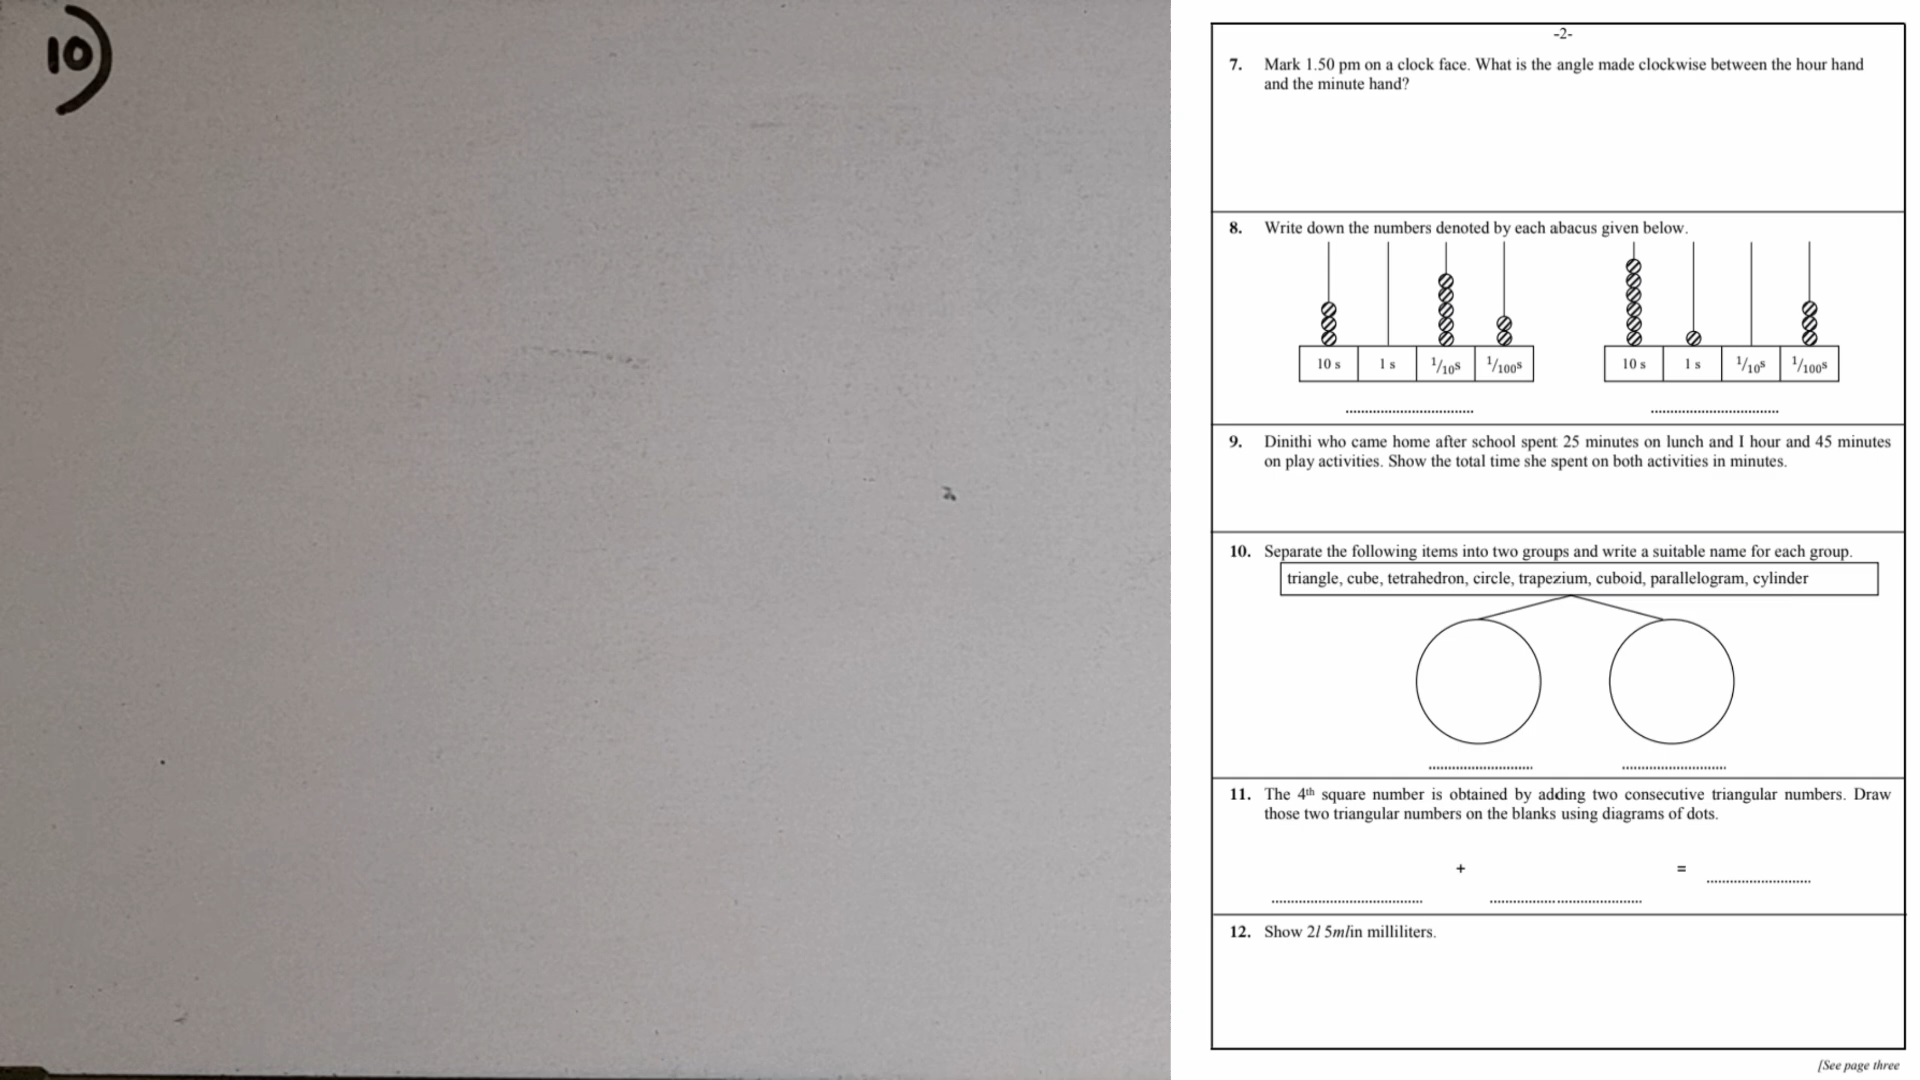 10)
-2-
7. Mark 1.50 pm on a clock face. What is the angle made clockwise between the hour hand
and the minute hand?
8. Write down the numbers denoted by each abacus given below.
10 s 1 s 1/10s 1/100s 10 s 1 s 1/10s 1/100s
................................. .................................
9. Dinithi who came home after school spent 25 minutes on lunch and I hour and 45 minutes
on play activities. Show the total time she spent on both activities in minutes.
10. Separate the following items into two groups and write a suitable name for each group.
triangle, cube, tetrahedron, circle, trapezium, cuboid, parallelogram, cylinder
........................... ...........................
11. The 4th square number is obtained by adding two consecutive triangular numbers. Draw
those two triangular numbers on the blanks using diagrams of dots.
+ = ...........................
....................................... .......................................
12. Show 2l 5mlin milliliters.
[See page three